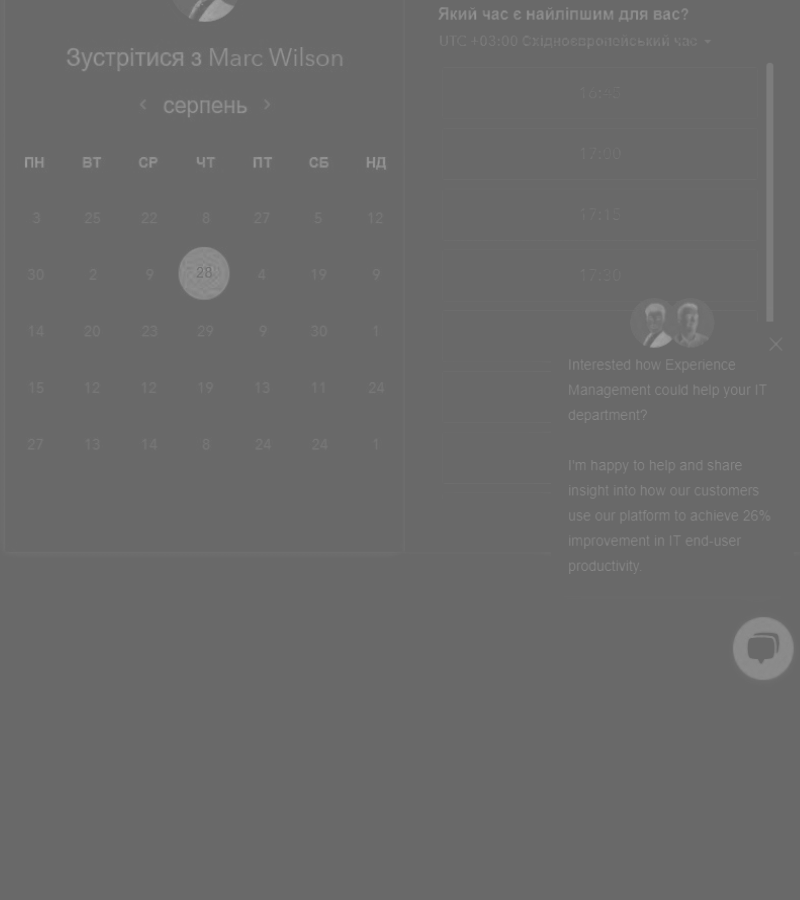 Який час є найліпшим для вас?
UTC +03:00 Східноєвропейський час
Зустрітися з Marc Wilson
серпень
ПН ВТ СР ЧТ ПТ СБ НД
3 25 22 8 27 5 12
30 2 9 28 4 19 9
14 20 23 29 9 30 1
15 12 12 19 13 11 24
27 13 14 8 24 24 1
16:45
17:00
17:15
17:30
Interested how Experience
Management could help your IT
department?
I'm happy to help and share
insight into how our customers
use our platform to achieve 26%
improvement in IT end-user
productivity.